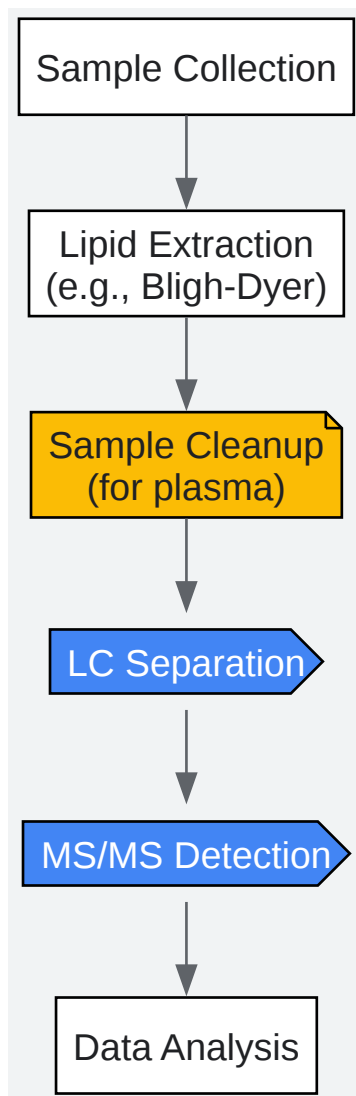 Sample Collection
Lipid Extraction
(e.g., Bligh-Dyer)
Sample Cleanup
(for plasma)
LC Separation
MS/MS Detection
Data Analysis